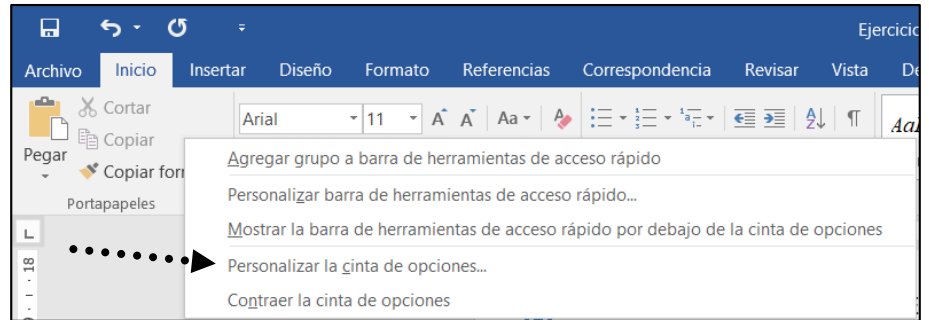 Ejercicio
Archivo Inicio Insertar Diseño Formato Referencias Correspondencia Revisar Vista De
Cortar
Copiar
Pegar
Copiar for
Portapapeles
Arial 11 A A Aa
Agregar grupo a barra de herramientas de acceso rápido
Personalizar barra de herramientas de acceso rápido...
Mostrar la barra de herramientas de acceso rápido por debajo de la cinta de opciones
Personalizar la cinta de opciones...
Contraer la cinta de opciones
18